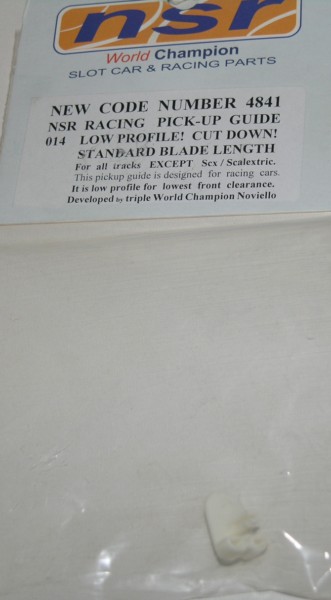 nsr
World Champion
SLOT CAR & RACING PARTS
NEW CODE NUMBER 4841
NSR RACING PICK-UP GUIDE
014 LOW PROFILE! CUT DOWN!
STANDARD BLADE LENGTH
For all tracks EXCEPT Scx / Scalextric.
This pickup guide is designed for racing cars.
It is low profile for lowest front clearance.
Developed by triple World Champion Noviello